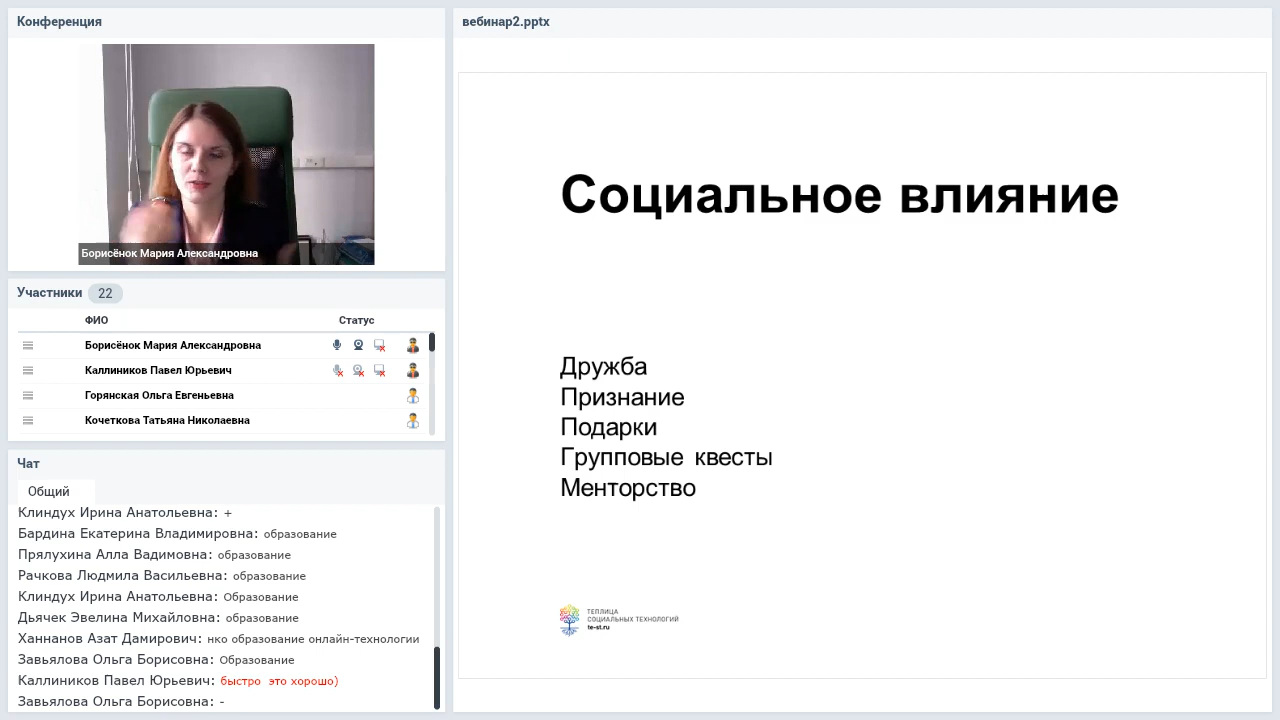 Конференция
Борисёнок Мария Александровна
Участники 22
ФИО Статус
Борисёнок Мария Александровна
Каллиников Павел Юрьевич
Горянская Ольга Евгеньевна
Кочеткова Татьяна Николаевна
Чат
Общий
Клиндух Ирина Анатольевна: +
Бардина Екатерина Владимировна: образование
Прялухина Алла Вадимовна: образование
Рачкова Людмила Васильевна: образование
Клиндух Ирина Анатольевна: Образование
Дьячек Эвелина Михайловна: образование
Ханнанов Азат Дамирович: нко образование онлайн-технологии
Завьялова Ольга Борисовна: Образование
Каллиников Павел Юрьевич: быстро это хорошо)
Завьялова Ольга Борисовна: -
вебинар2.pptx
Социальное влияние
Дружба
Признание
Подарки
Групповые квесты
Менторство
ТЕПЛИЦА
СОЦИАЛЬНЫХ ТЕХНОЛОГИЙ
te-st.ru